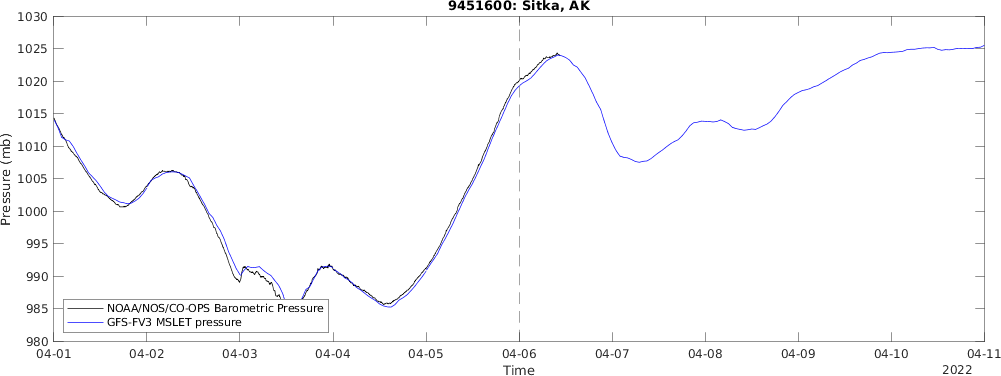 9451600: Sitka, AK
1030
1025
1020
1015
1010
1005
1000
995
990
985
980
Pressure (mb)
NOAA/NOS/CO-OPS Barometric Pressure
GFS-FV3 MSLET pressure
04-01 04-02 04-03 04-04 04-05 04-06 04-07 04-08 04-09 04-10 04-11
Time
2022